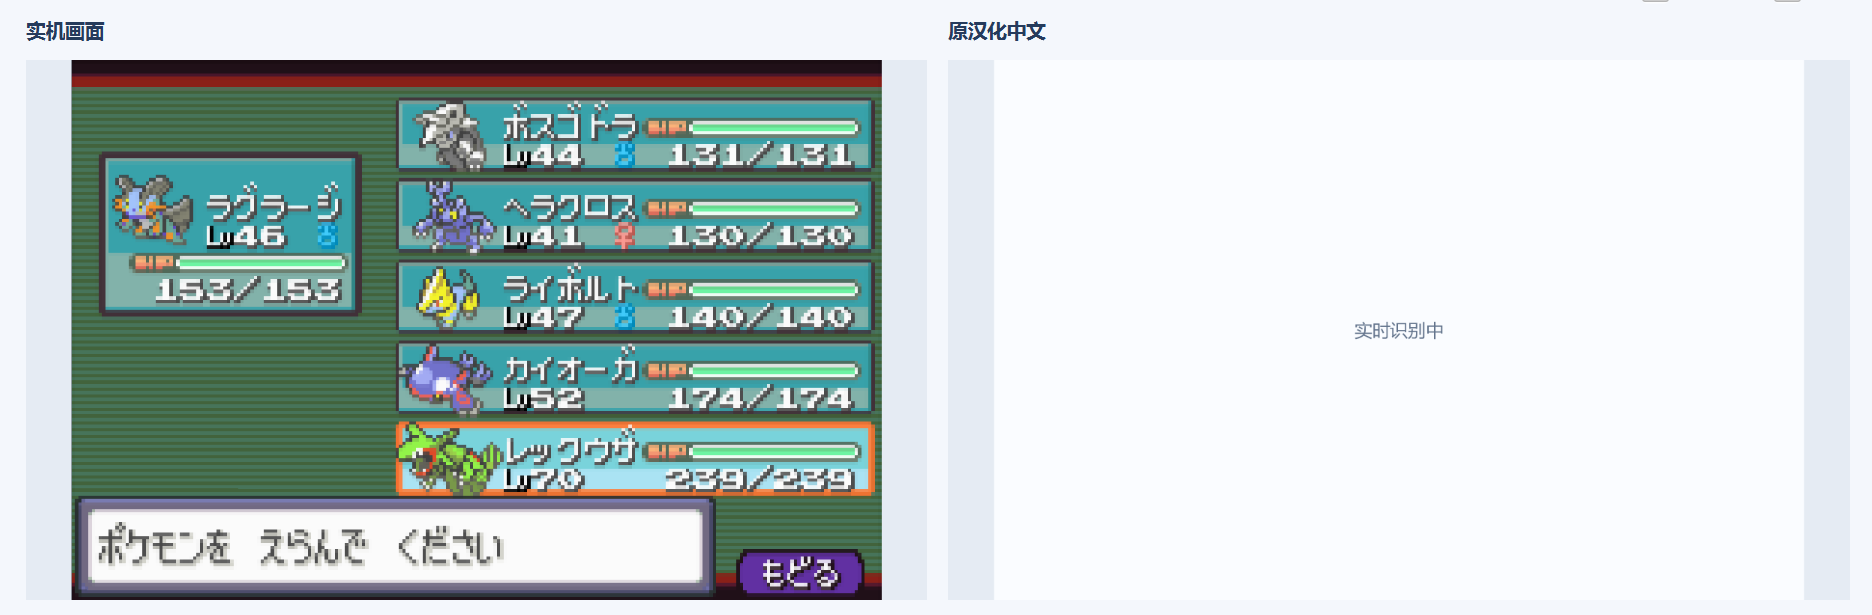 实机画面
原汉化中文
ラグラージ
Lv46 ♂
153/153
ボスゴドラ
Lv44 ♂ 131/131
ヘラクロス
Lv41 ♀ 130/130
ライボルト
Lv47 ♂ 140/140
カイオーガ
Lv52 174/174
レックウザ
Lv70 239/239
ポケモンを えらんで ください
もどる
实时识别中